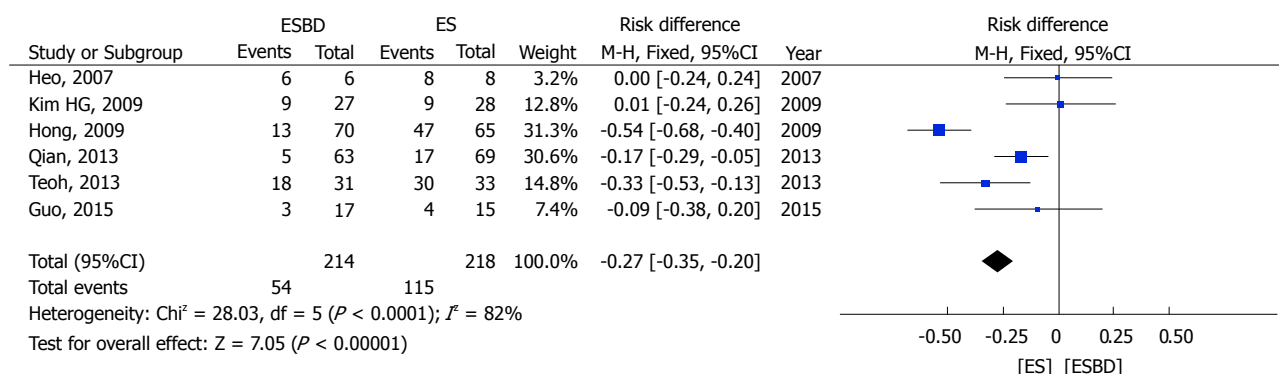 ESBD ES Risk difference Risk difference
Study or Subgroup Events Total Events Total Weight M-H, Fixed, 95%CI Year M-H, Fixed, 95%CI
Heo, 2007 6 6 8 8 3.2% 0.00 [-0.24, 0.24] 2007
Kim HG, 2009 9 27 9 28 12.8% 0.01 [-0.24, 0.26] 2009
Hong, 2009 13 70 47 65 31.3% -0.54 [-0.68, -0.40] 2009
Qian, 2013 5 63 17 69 30.6% -0.17 [-0.29, -0.05] 2013
Teoh, 2013 18 31 30 33 14.8% -0.33 [-0.53, -0.13] 2013
Guo, 2015 3 17 4 15 7.4% -0.09 [-0.38, 0.20] 2015
Total (95%CI) 214 218 100.0% -0.27 [-0.35, -0.20]
Total events 54 115
Heterogeneity: Chiᶻ = 28.03, df = 5 (P < 0.0001); Iᶻ = 82%
Test for overall effect: Z = 7.05 (P < 0.00001)
-0.50 -0.25 0 0.25 0.50
[ES] [ESBD]